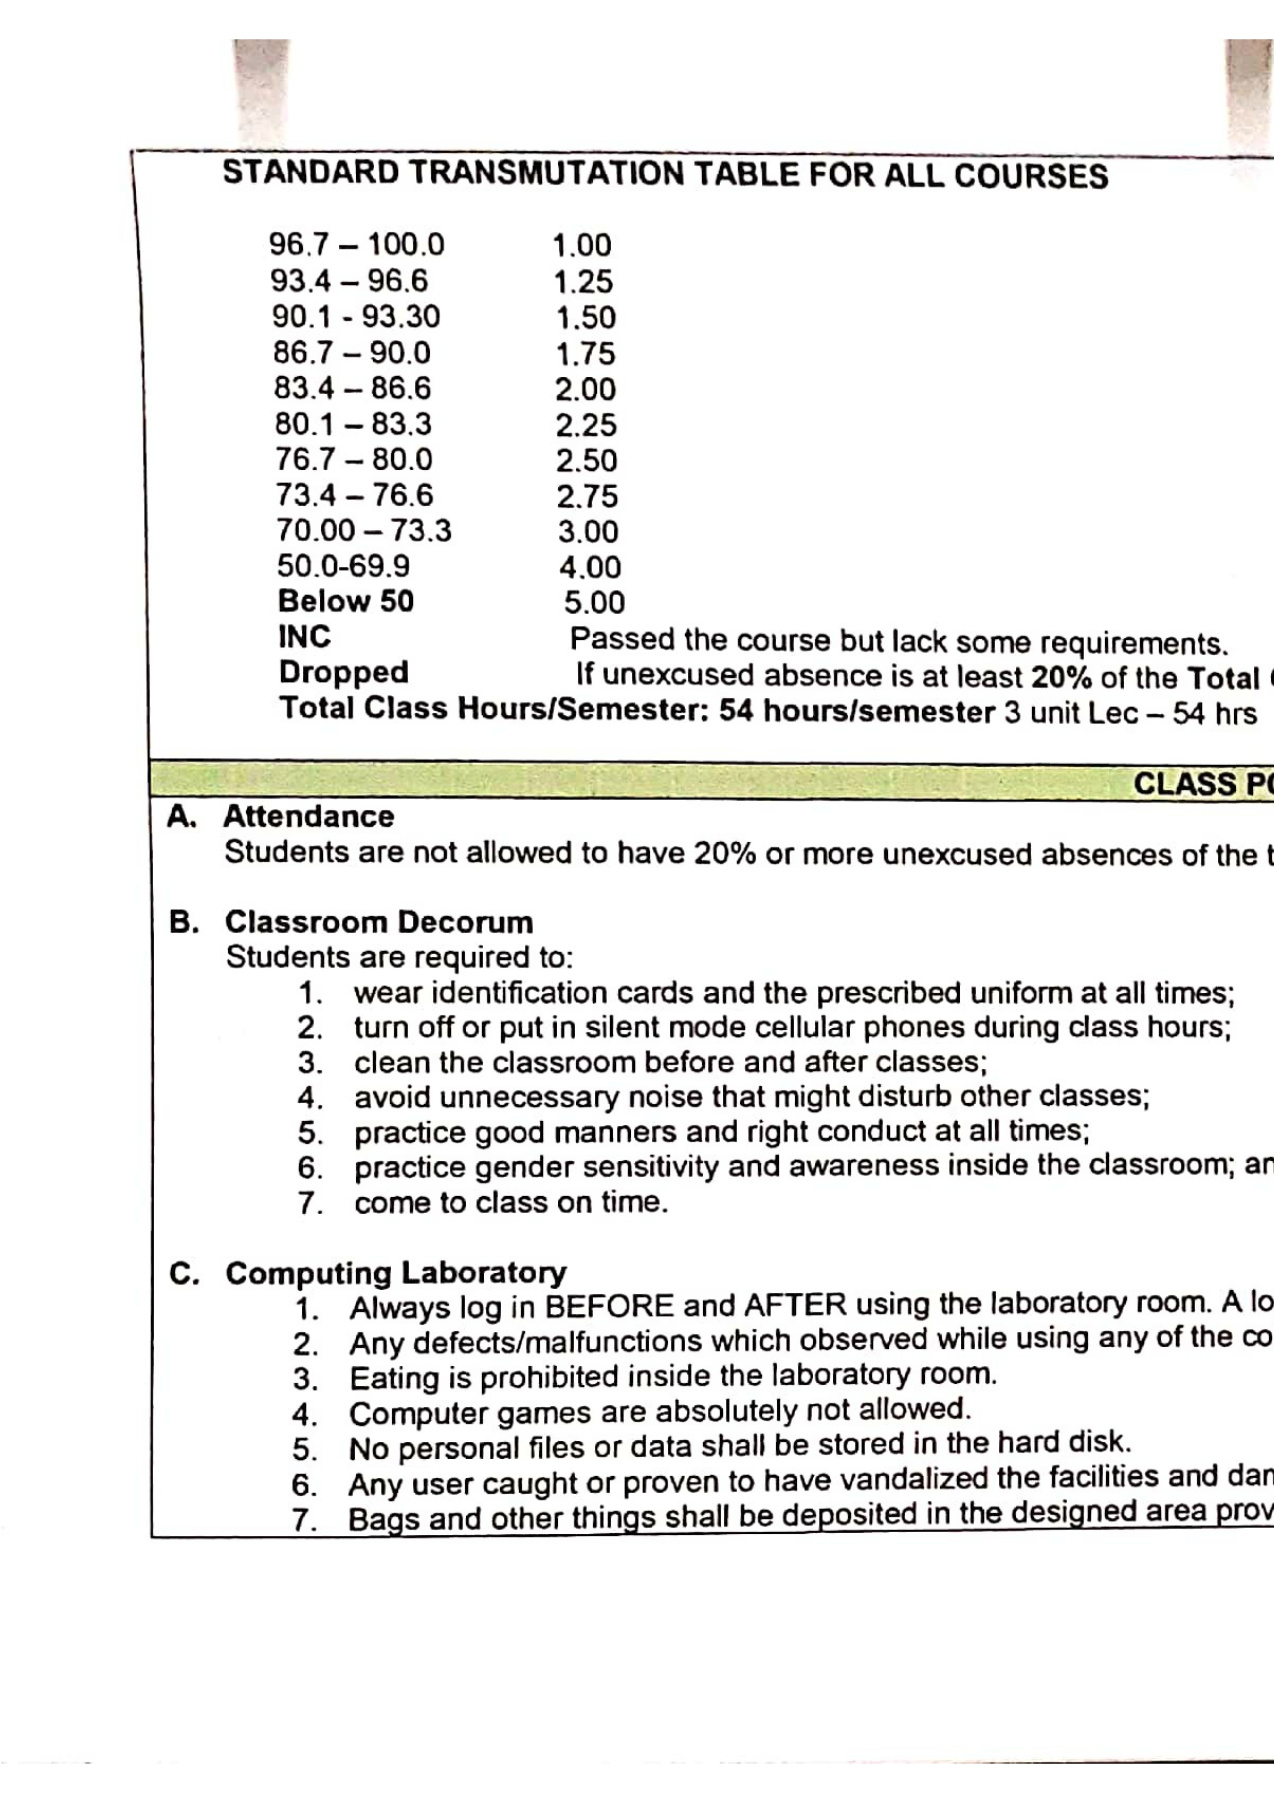 STANDARD TRANSMUTATION TABLE FOR ALL COURSES
96.7 – 100.0 1.00
93.4 – 96.6 1.25
90.1 - 93.30 1.50
86.7 – 90.0 1.75
83.4 – 86.6 2.00
80.1 – 83.3 2.25
76.7 – 80.0 2.50
73.4 – 76.6 2.75
70.00 – 73.3 3.00
50.0-69.9 4.00
Below 50 5.00
INC Passed the course but lack some requirements.
Dropped If unexcused absence is at least 20% of the Total
Total Class Hours/Semester: 54 hours/semester 3 unit Lec – 54 hrs
CLASS
A. Attendance
Students are not allowed to have 20% or more unexcused absences of the
B. Classroom Decorum
Students are required to:
1. wear identification cards and the prescribed uniform at all times;
2. turn off or put in silent mode cellular phones during class hours;
3. clean the classroom before and after classes;
4. avoid unnecessary noise that might disturb other classes;
5. practice good manners and right conduct at all times;
6. practice gender sensitivity and awareness inside the classroom;
7. come to class on time.
C. Computing Laboratory
1. Always log in BEFORE and AFTER using the laboratory room. A
2. Any defects/malfunctions which observed while using any of the
3. Eating is prohibited inside the laboratory room.
4. Computer games are absolutely not allowed.
5. No personal files or data shall be stored in the hard disk.
6. Any user caught or proven to have vandalized the facilities and
7. Bags and other things shall be deposited in the designed area